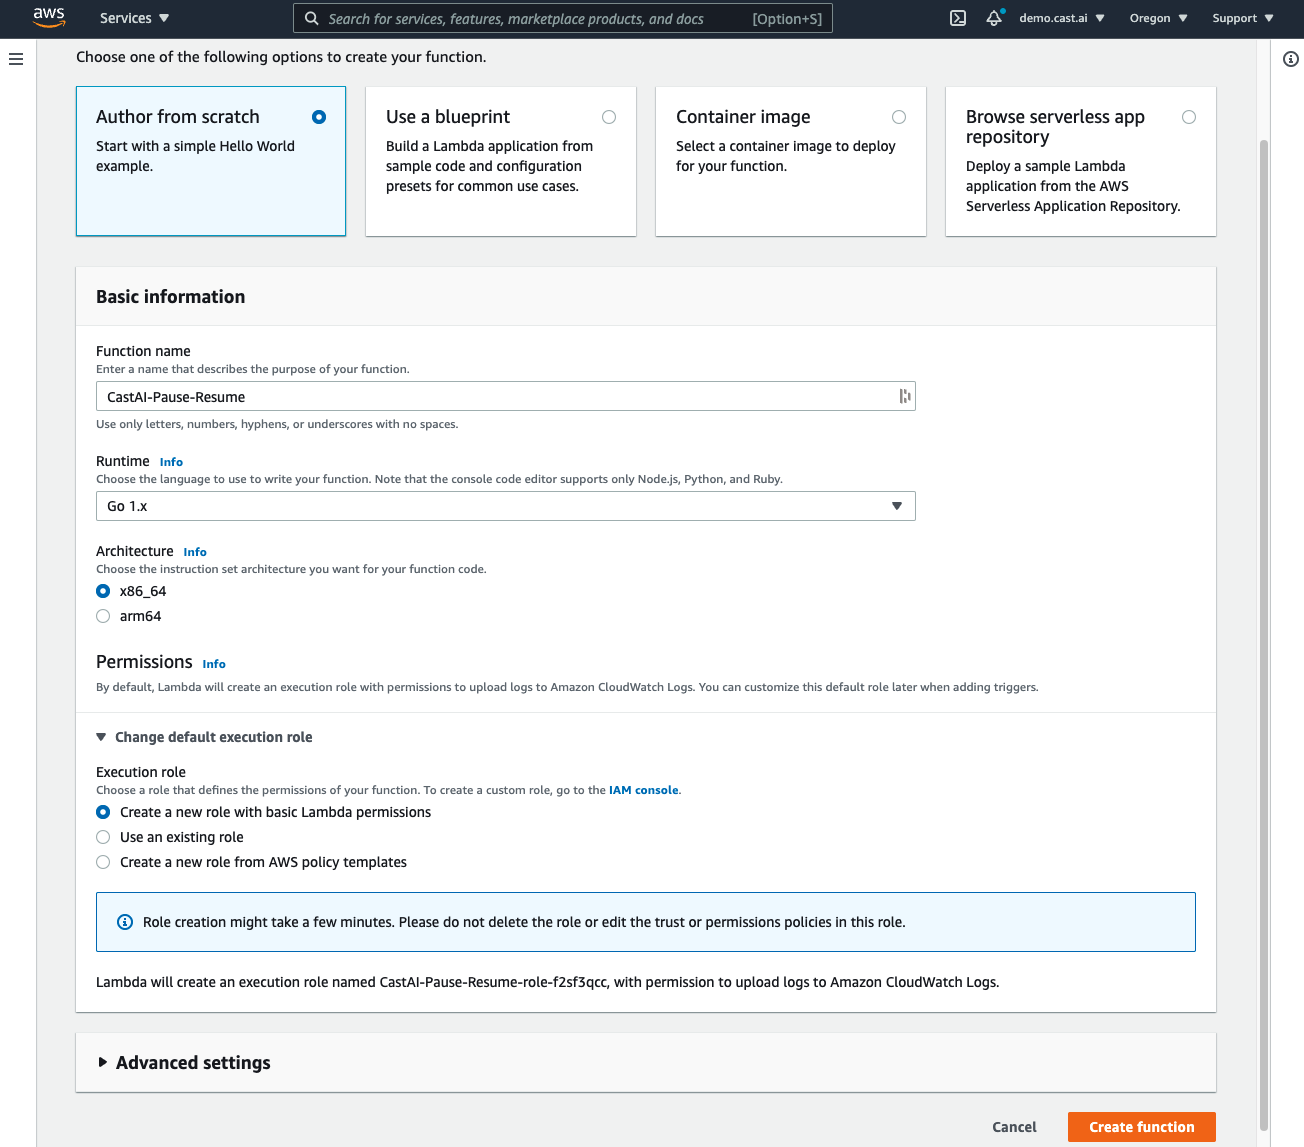 aws
Services ▼
Search for services, features, marketplace products, and docs [Option+S]
demo.cast.ai ▼
Oregon ▼
Support ▼
Choose one of the following options to create your function.
Author from scratch
Start with a simple Hello World
example.
Use a blueprint
Build a Lambda application from
sample code and configuration
presets for common use cases.
Container image
Select a container image to deploy
for your function.
Browse serverless app
repository
Deploy a sample Lambda
application from the AWS
Serverless Application Repository.
Basic information
Function name
Enter a name that describes the purpose of your function.
CastAI-Pause-Resume
Use only letters, numbers, hyphens, or underscores with no spaces.
Runtime Info
Choose the language to use to write your function. Note that the console code editor supports only Node.js, Python, and Ruby.
Go 1.x
Architecture Info
Choose the instruction set architecture you want for your function code.
x86_64
arm64
Permissions Info
By default, Lambda will create an execution role with permissions to upload logs to Amazon CloudWatch Logs. You can customize this default role later when adding triggers.
Change default execution role
Execution role
Choose a role that defines the permissions of your function. To create a custom role, go to the IAM console.
Create a new role with basic Lambda permissions
Use an existing role
Create a new role from AWS policy templates
Role creation might take a few minutes. Please do not delete the role or edit the trust or permissions policies in this role.
Lambda will create an execution role named CastAI-Pause-Resume-role-f2sf3qcc, with permission to upload logs to Amazon CloudWatch Logs.
Advanced settings
Cancel
Create function